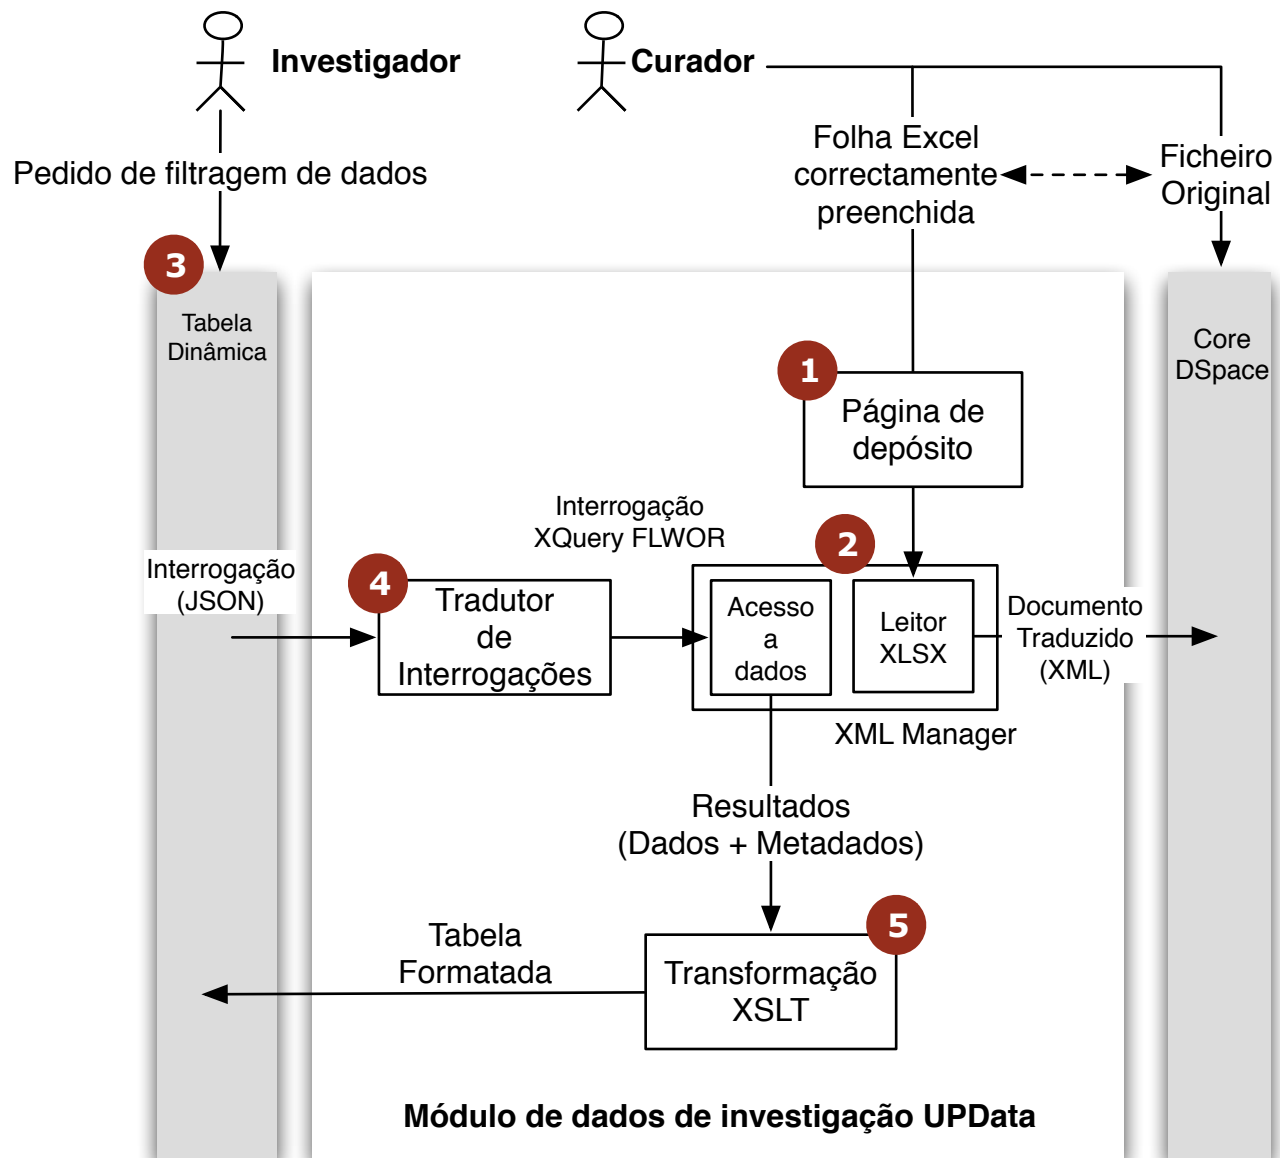 Investigador
Curador
Pedido de filtragem de dados
Folha Excel
correctamente
preenchida
Ficheiro
Original
3
Tabela
Dinâmica
Core
DSpace
1
Página de
depósito
Interrogação
XQuery FLWOR
2
Interrogação
(JSON)
4
Tradutor
de
Interrogações
Acesso
a
dados
Leitor
XLSX
Documento
Traduzido
(XML)
XML Manager
Resultados
(Dados + Metadados)
5
Tabela
Formatada
Transformação
XSLT
Módulo de dados de investigação UPData